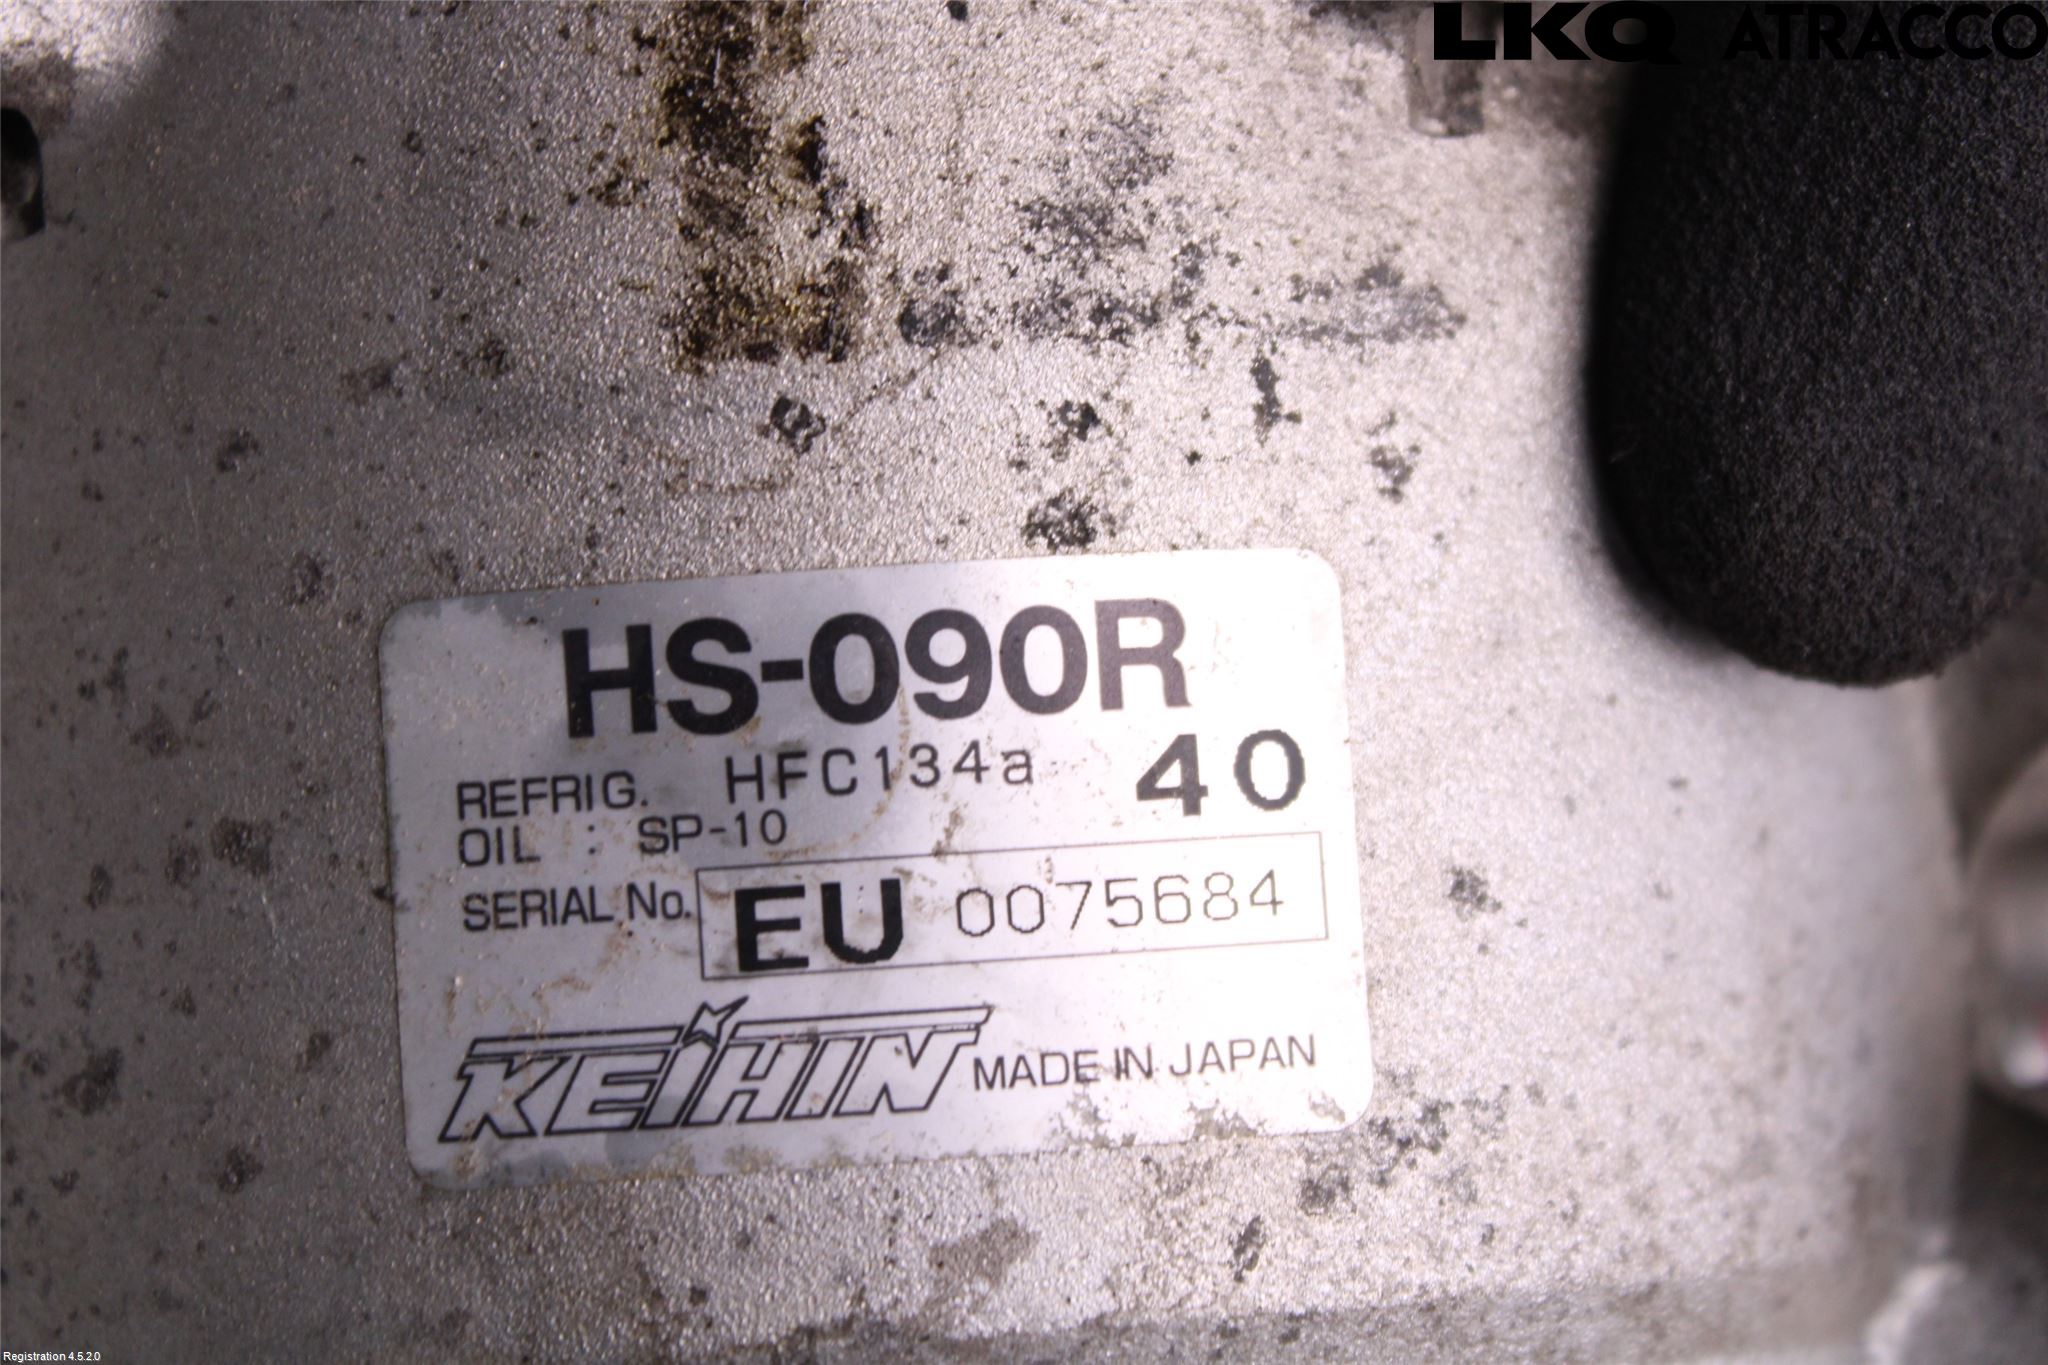 LKQ ATRACCO
HS-090R
REFRIG. HFC134a 40
OIL : SP-10
SERIAL No. EU 0075684
KEIHIN MADE IN JAPAN
Registration 4.5.2.0